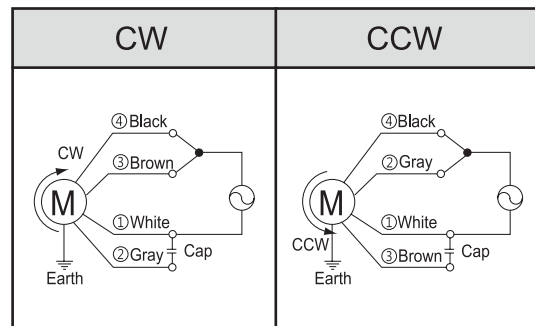 CW
CCW
④Black
CW
③Brown
M
①White
②Gray
Cap
Earth
④Black
②Gray
M
①White
CCW
③Brown
Cap
Earth